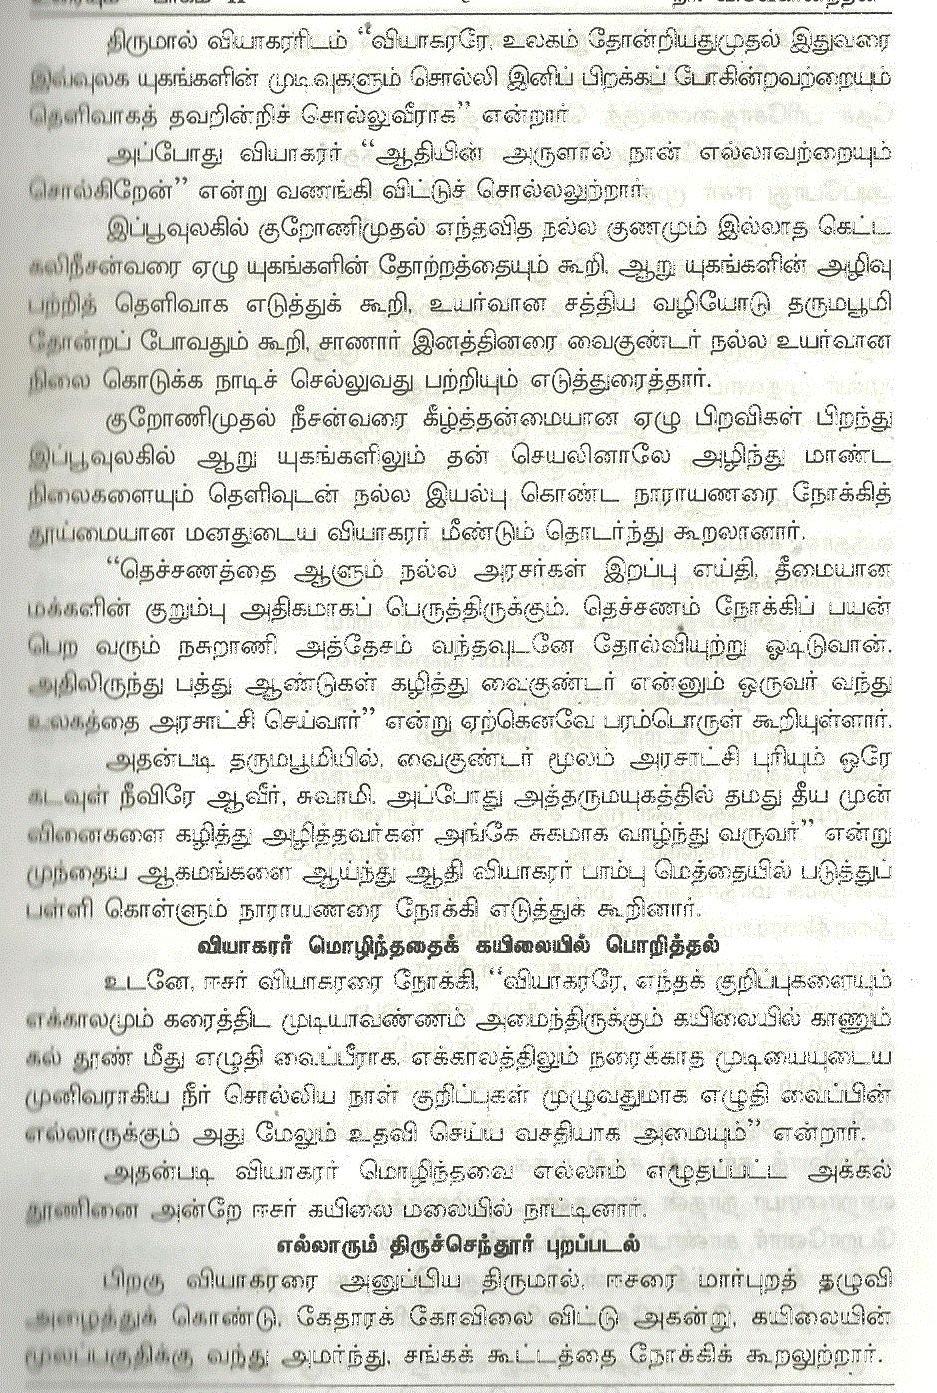 திருமால் வியாகரரிடம் “வியாகரரே, உலகம் தோன்றியதுமுதல் இதுவரை
இவ்வுலக யுகங்களின் முடிவுகளும் சொல்லி இனிப் பிறக்கப் போகின்றவற்றையும்
தெளிவாகத் தவறின்றிச் சொல்லுவீராக” என்றார்
அப்போது வியாகரர் “ஆதியின் அருளால் நான் எல்லாவற்றையும்
சொல்கிறேன்” என்று வணங்கி விட்டுச் சொல்லலுற்றார்
இப்பூவுலகில் குறோணிமுதல் எந்தவித நல்ல குணமும் இல்லாத கெட்ட
கலிநீசன்வரை ஏழு யுகங்களின் தோற்றத்தையும் கூறி, ஆறு யுகங்களின் அழிவு
பற்றித் தெளிவாக எடுத்துக் கூறி, உயர்வான சத்திய வழியோடு தருமபூமி
தோன்றப் போவதும் கூறி, சாணார் இனத்தினரை வைகுண்டர் நல்ல உயர்வான
நிலை கொடுக்க நாடிச் செல்லுவது பற்றியும் எடுத்துரைத்தார்.
குறோணிமுதல் நீசன்வரை கீழ்த்தன்மையான ஏழு பிறவிகள் பிறந்து
இப்பூவுலகில் ஆறு யுகங்களிலும் தன் செயலினாலே அழிந்து மாண்ட
நிலைகளையும் தெளிவுடன் நல்ல இயல்பு கொண்ட நாராயணரை நோக்கித்
தூய்மையான மனதுடைய வியாகரர் மீண்டும் தொடர்ந்து கூறலானார்.
“தெச்சணத்தை ஆளும் நல்ல அரசர்கள் இறப்பு எய்தி, தீமையான
மக்களின் குறும்பு அதிகமாகப் பெருத்திருக்கும். தெச்சணம் நோக்கிப் பயன்
பெற வரும் நசுறாணி. அத்தேசம் வந்தவுடனே தோல்வியுற்று ஓடிடுவான்.
அதிலிருந்து பத்து ஆண்டுகள் கழித்து வைகுண்டர் என்னும் ஒருவர் வந்து
உலகத்தை அரசாட்சி செய்வார்” என்று ஏற்கெனவே பரம்பொருள் கூறியுள்ளார்.
அதன்படி தருமபூமியில், வைகுண்டர் மூலம் அரசாட்சி புரியும் ஒரே
கடவுள் நீவிரே ஆவீர், சுவாமி. அப்போது அத்தருமயுகத்தில் தமது தீய முன்
வினைகளை கழித்து அழித்தவர்கள் அங்கே சுகமாக வாழ்ந்து வருவர்” என்று
முந்தைய ஆகமங்களை ஆய்ந்து ஆதி வியாகரர் பாம்பு மெத்தையில் படுத்துப்
பள்ளி கொள்ளும் நாராயணரை நோக்கி எடுத்துக் கூறினார்.
வியாகரர் மொழிந்ததைக் கயிலையில் பொறித்தல்
உடனே, ஈசர் வியாகரரை நோக்கி, “வியாகரரே, எந்தக் குறிப்புகளையும்
எக்காலமும் கரைத்திட முடியாவண்ணம் அமைந்திருக்கும் கயிலையில் காணும்
கல் தூண் மீது எழுதி வைப்பீராக. எக்காலத்திலும் நரைக்காத முடியையுடைய
முனிவராகிய நீர் சொல்லிய நாள் குறிப்புகள் முழுவதுமாக எழுதி வைப்பின்
எல்லாருக்கும் அது மேலும் உதவி செய்ய வசதியாக அமையும்” என்றார்.
அதன்படி வியாகரர் மொழிந்தவை எல்லாம் எழுதப்பட்ட அக்கல்
தூணினை அன்றே ஈசர் கயிலை மலையில் நாட்டினார்.
எல்லாரும் திருச்செந்தூர் புறப்படல்
பிறகு வியாகரரை அனுப்பிய திருமால், ஈசரை மார்புறத் தழுவி
அழைத்துக் கொண்டு, கேதாரக் கோவிலை விட்டு அகன்று, கயிலையின்
மூலப்பகுதிக்கு வந்து அமர்ந்து, சங்கக் கூட்டத்தை நோக்கிக் கூறலுற்றார்.